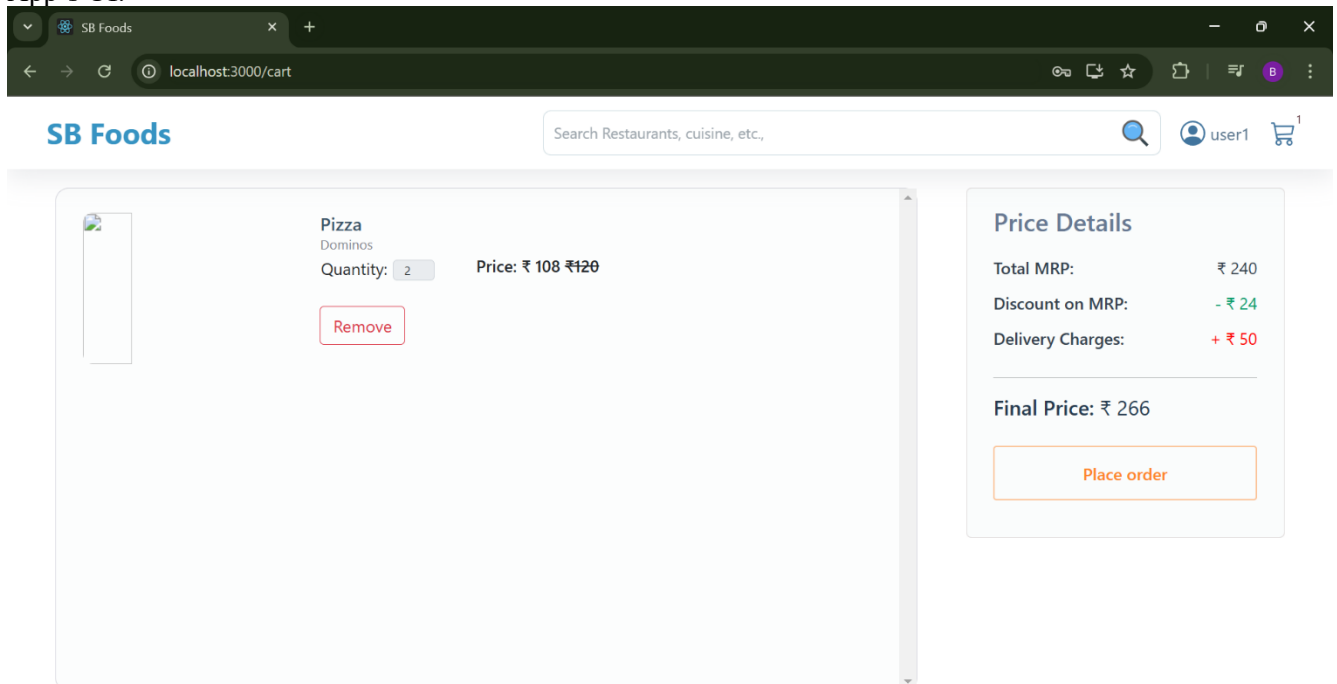 SB Foods
localhost:3000/cart
B
SB Foods
Search Restaurants, cuisine, etc.,
user1
1
Pizza
Dominos
Quantity: 2
Price: ₹ 108 ₹120
Remove
Price Details
Total MRP: ₹ 240
Discount on MRP: - ₹ 24
Delivery Charges: + ₹ 50
Final Price: ₹ 266
Place order